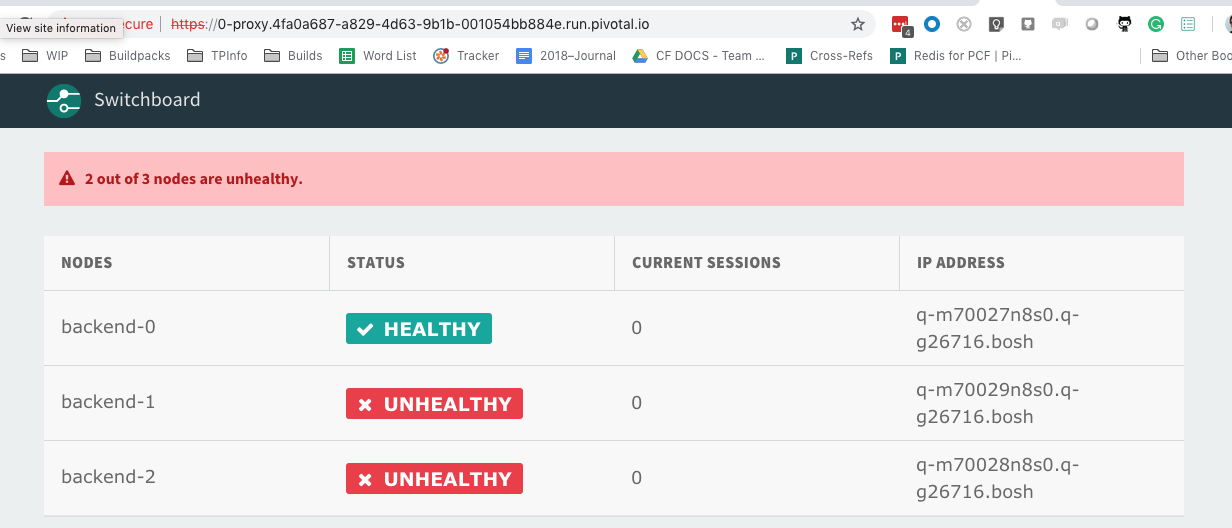 View site information
ecure | https://0-proxy.4fa0a687-a829-4d63-9b1b-001054bb884e.run.pivotal.io
4
s WIP Buildpacks TPInfo Builds Word List Tracker 2018–Journal CF DOCS - Team ... Cross-Refs Redis for PCF | Pi... Other Boo
Switchboard
2 out of 3 nodes are unhealthy.
NODES STATUS CURRENT SESSIONS IP ADDRESS
backend-0 HEALTHY 0 q-m70027n8s0.q-
g26716.bosh
backend-1 UNHEALTHY 0 q-m70029n8s0.q-
g26716.bosh
backend-2 UNHEALTHY 0 q-m70028n8s0.q-
g26716.bosh